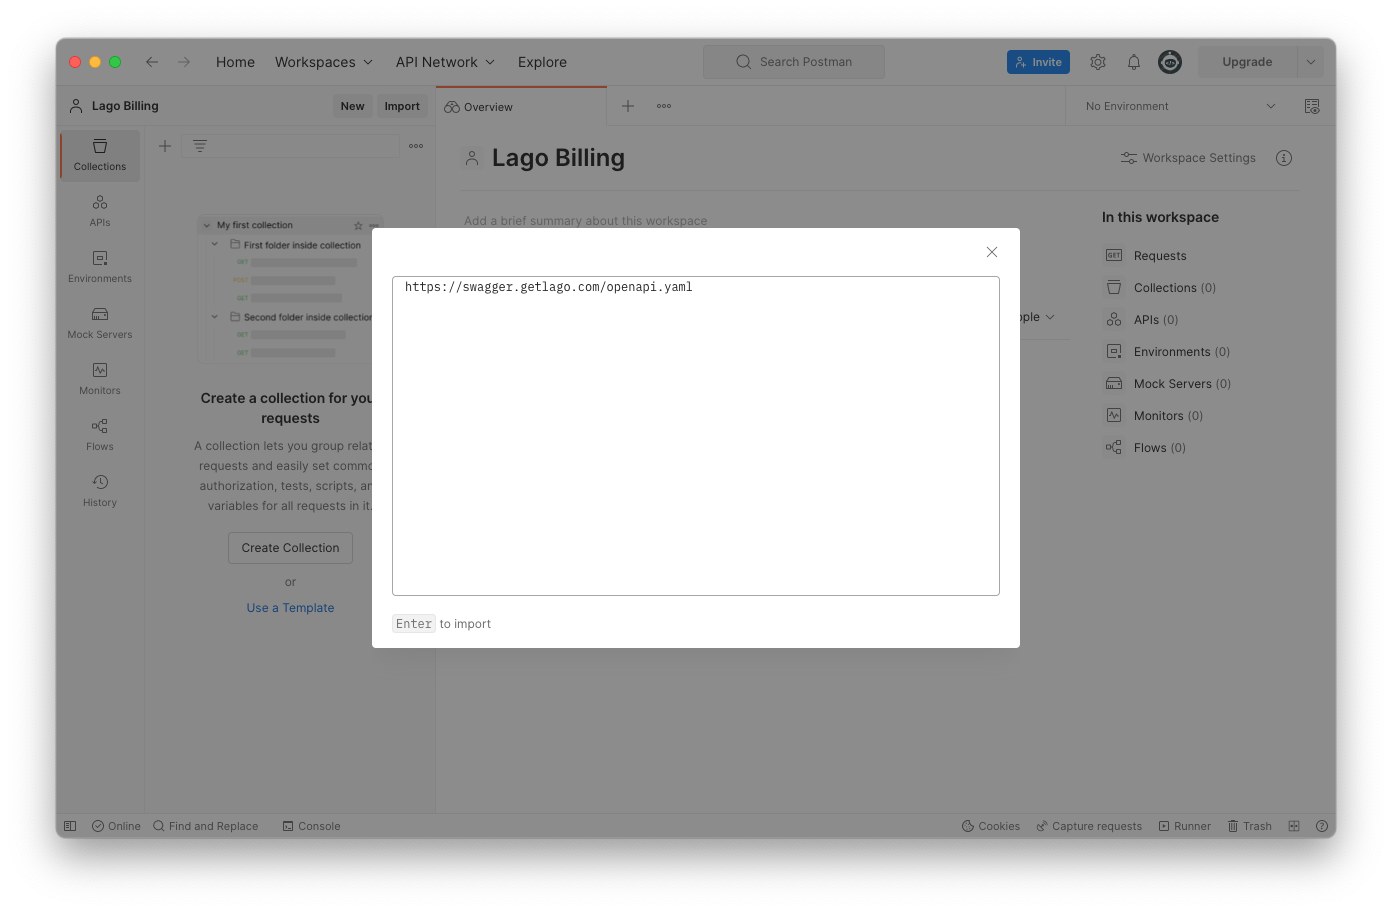 Home
Workspaces
API Network
Explore
Search Postman
Invite
Upgrade
Lago Billing
New
Import
Overview
No Environment
Collections
APIs
Environments
Mock Servers
Monitors
Flows
History
My first collection
First folder inside collection
GET
POST
GET
Second folder inside collection
GET
GET
Create a collection for you
requests
A collection lets you group relat
requests and easily set commo
authorization, tests, scripts, an
variables for all requests in it.
Create Collection
or
Use a Template
Lago Billing
Workspace Settings
Add a brief summary about this workspace
ople
In this workspace
GET Requests
Collections (0)
APIs (0)
Environments (0)
Mock Servers (0)
Monitors (0)
Flows (0)
https://swagger.getlago.com/openapi.yaml
Enter to import
Online
Find and Replace
Console
Cookies
Capture requests
Runner
Trash